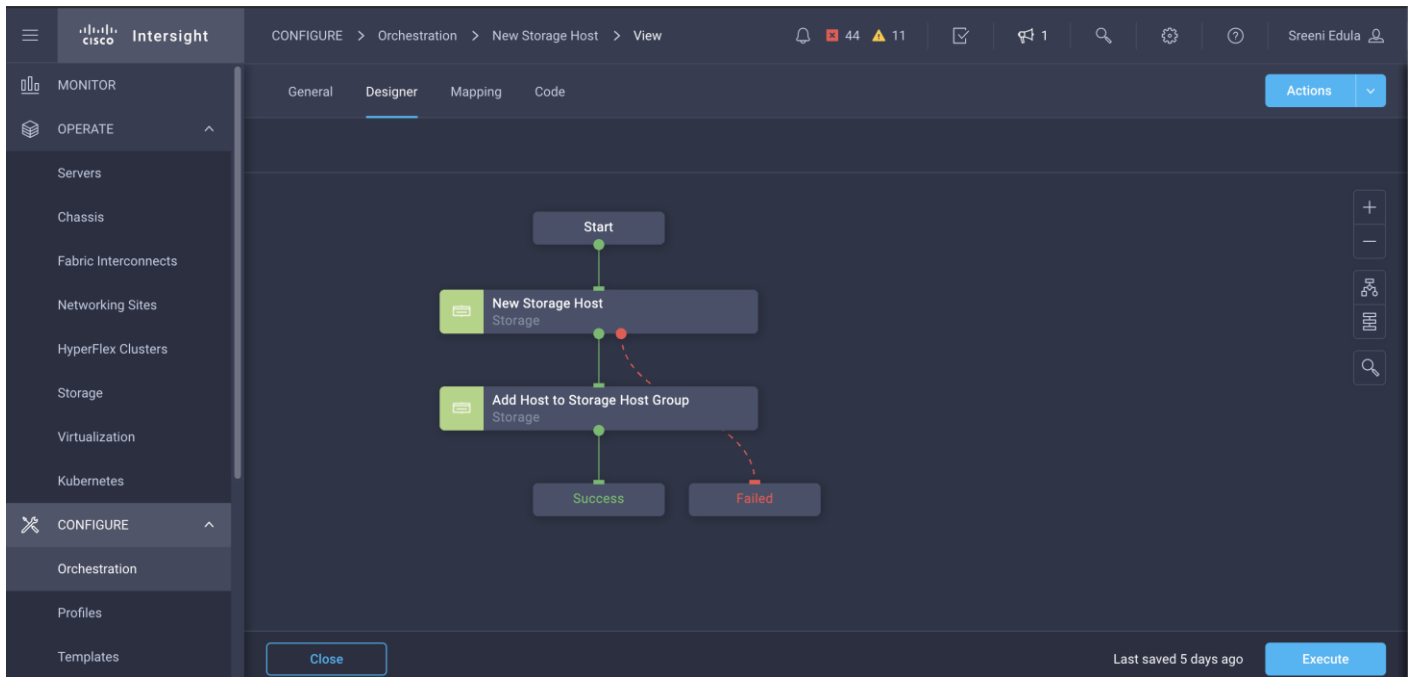 cisco Intersight
CONFIGURE > Orchestration > New Storage Host > View
44 11
1
Sreeni Edula
MONITOR
OPERATE
Servers
Chassis
Fabric Interconnects
Networking Sites
HyperFlex Clusters
Storage
Virtualization
Kubernetes
CONFIGURE
Orchestration
Profiles
Templates
General Designer Mapping Code
Actions
Start
New Storage Host
Storage
Add Host to Storage Host Group
Storage
Success Failed
Close
Last saved 5 days ago
Execute